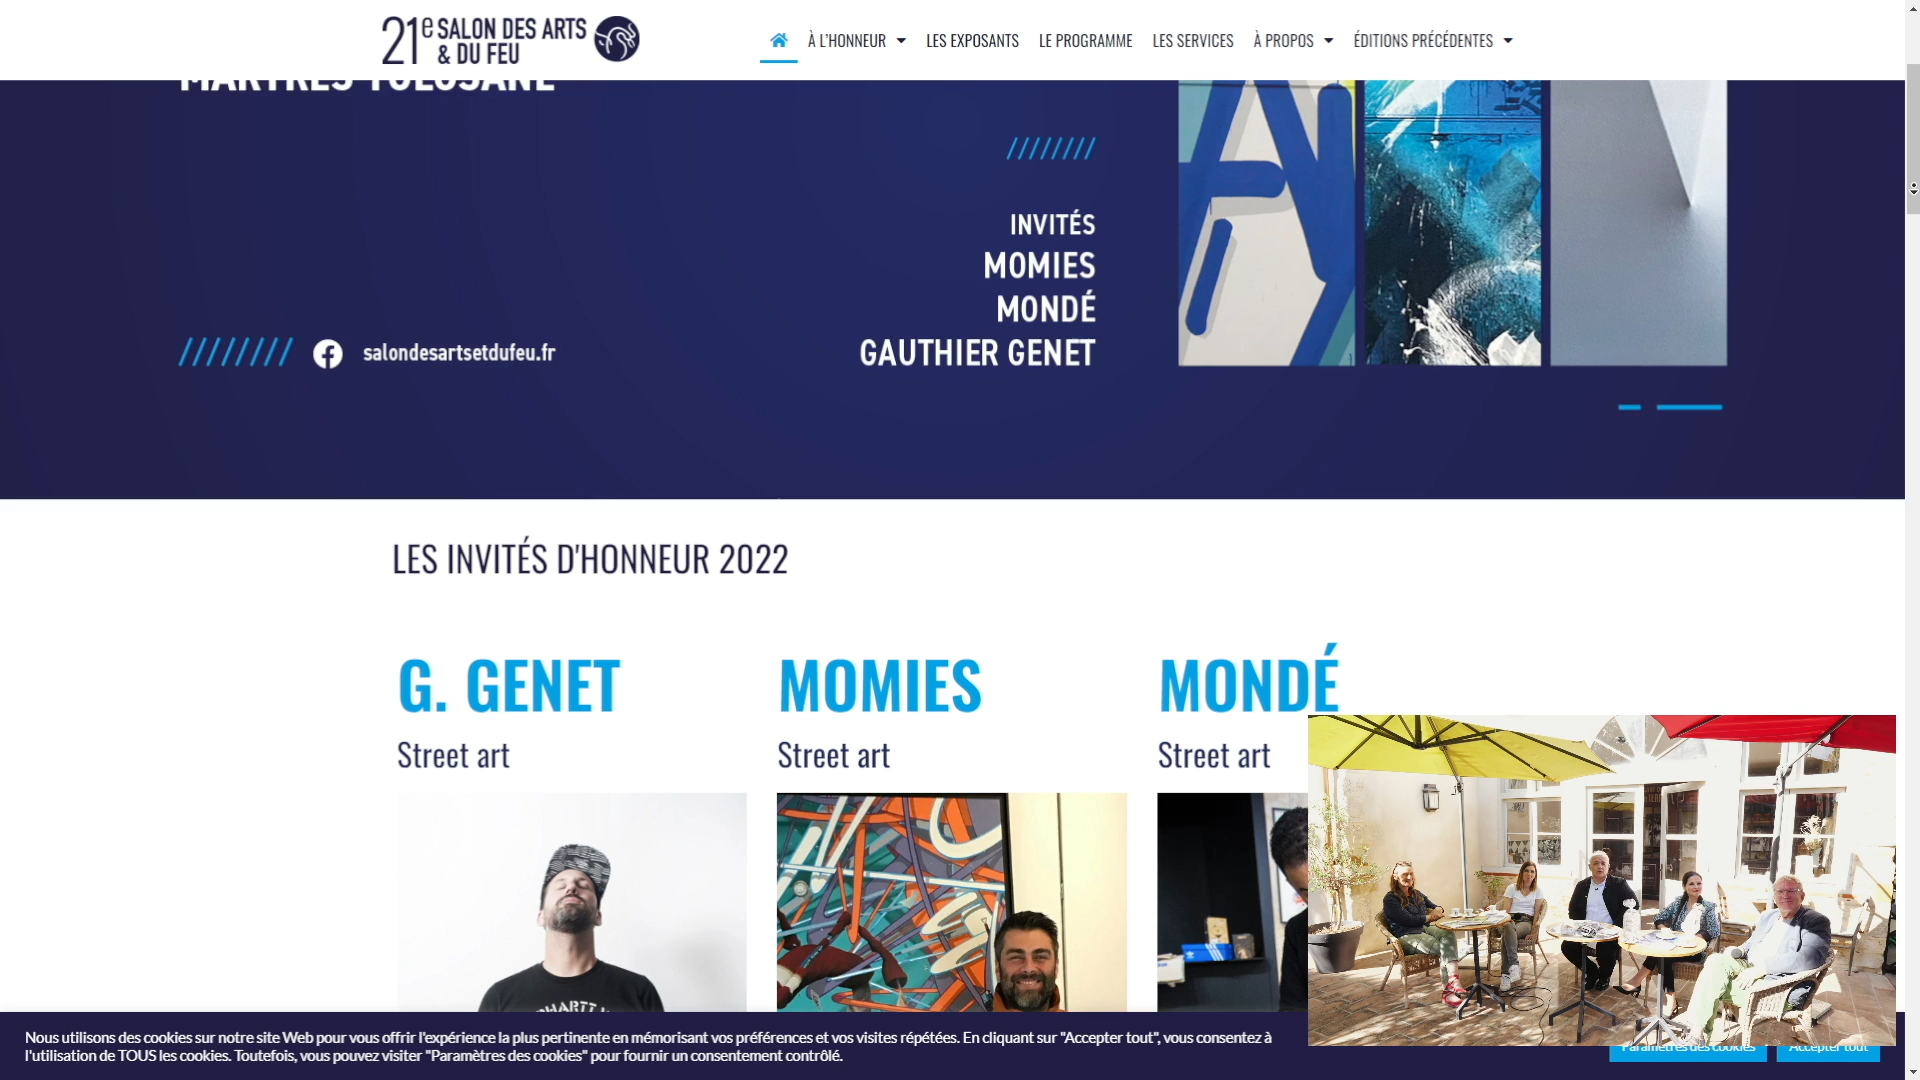 21e SALON DES ARTS
& DU FEU
À L'HONNEUR
LES EXPOSANTS
LE PROGRAMME
LES SERVICES
À PROPOS
ÉDITIONS PRÉCÉDENTES
MARTRES TOLOSANE
INVITÉS
MOMIES
MONDÉ
GAUTHIER GENET
salondesartsetdufeu.fr
LES INVITÉS D'HONNEUR 2022
G. GENET
MOMIES
MONDÉ
Street art
Street art
Street art
Nous utilisons des cookies sur notre site Web pour vous offrir l'expérience la plus pertinente en mémorisant vos préférences et vos visites répétées. En cliquant sur "Accepter tout", vous consentez à
l'utilisation de TOUS les cookies. Toutefois, vous pouvez visiter "Paramètres des cookies" pour fournir un consentement contrôlé.
Paramètres des cookies
Accepter tout